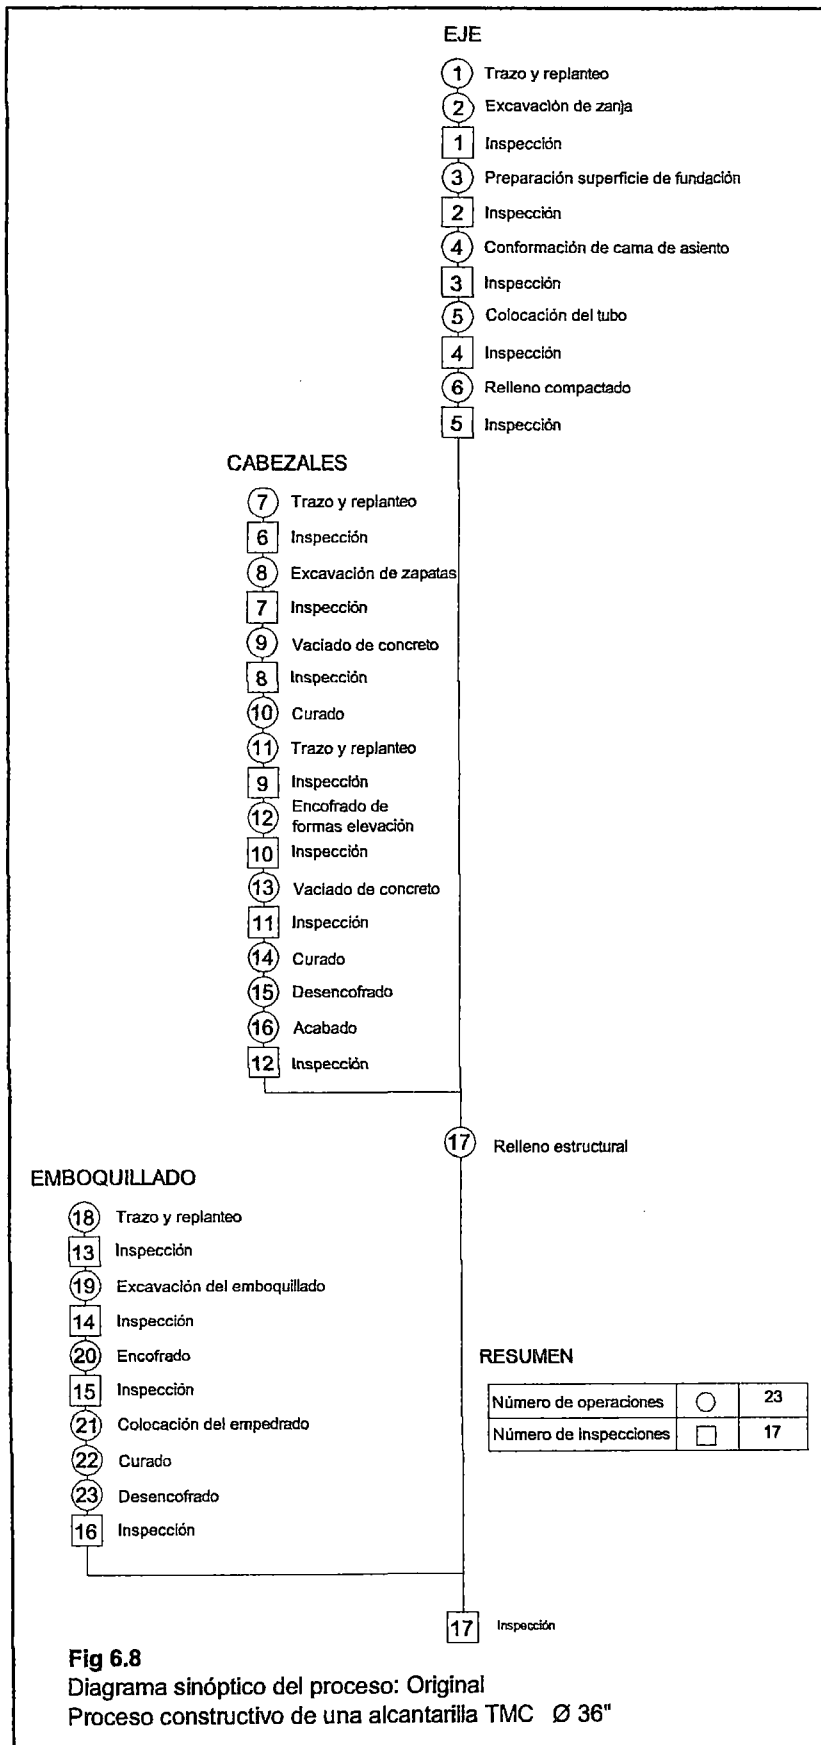 EJE
1 Trazo y replanteo
2 Excavación de zanja
1 Inspección
3 Preparación superficie de fundación
2 Inspección
4 Conformación de cama de asiento
3 Inspección
5 Colocación del tubo
4 Inspección
6 Relleno compactado
5 Inspección
CABEZALES
7 Trazo y replanteo
6 Inspección
8 Excavación de zapatas
7 Inspección
9 Vaciado de concreto
8 Inspección
10 Curado
11 Trazo y replanteo
9 Inspección
12 Encofrado de
formas elevación
10 Inspección
13 Vaciado de concreto
11 Inspección
14 Curado
15 Desencofrado
16 Acabado
12 Inspección
17 Relleno estructural
EMBOQUILLADO
18 Trazo y replanteo
13 Inspección
19 Excavación del emboquillado
14 Inspección
20 Encofrado
15 Inspección
21 Colocación del empedrado
22 Curado
23 Desencofrado
16 Inspección
RESUMEN
Número de operaciones 23
Número de inspecciones 17
17 Inspección
Fig 6.8
Diagrama sinóptico del proceso: Original
Proceso constructivo de una alcantarilla TMC Ø 36"